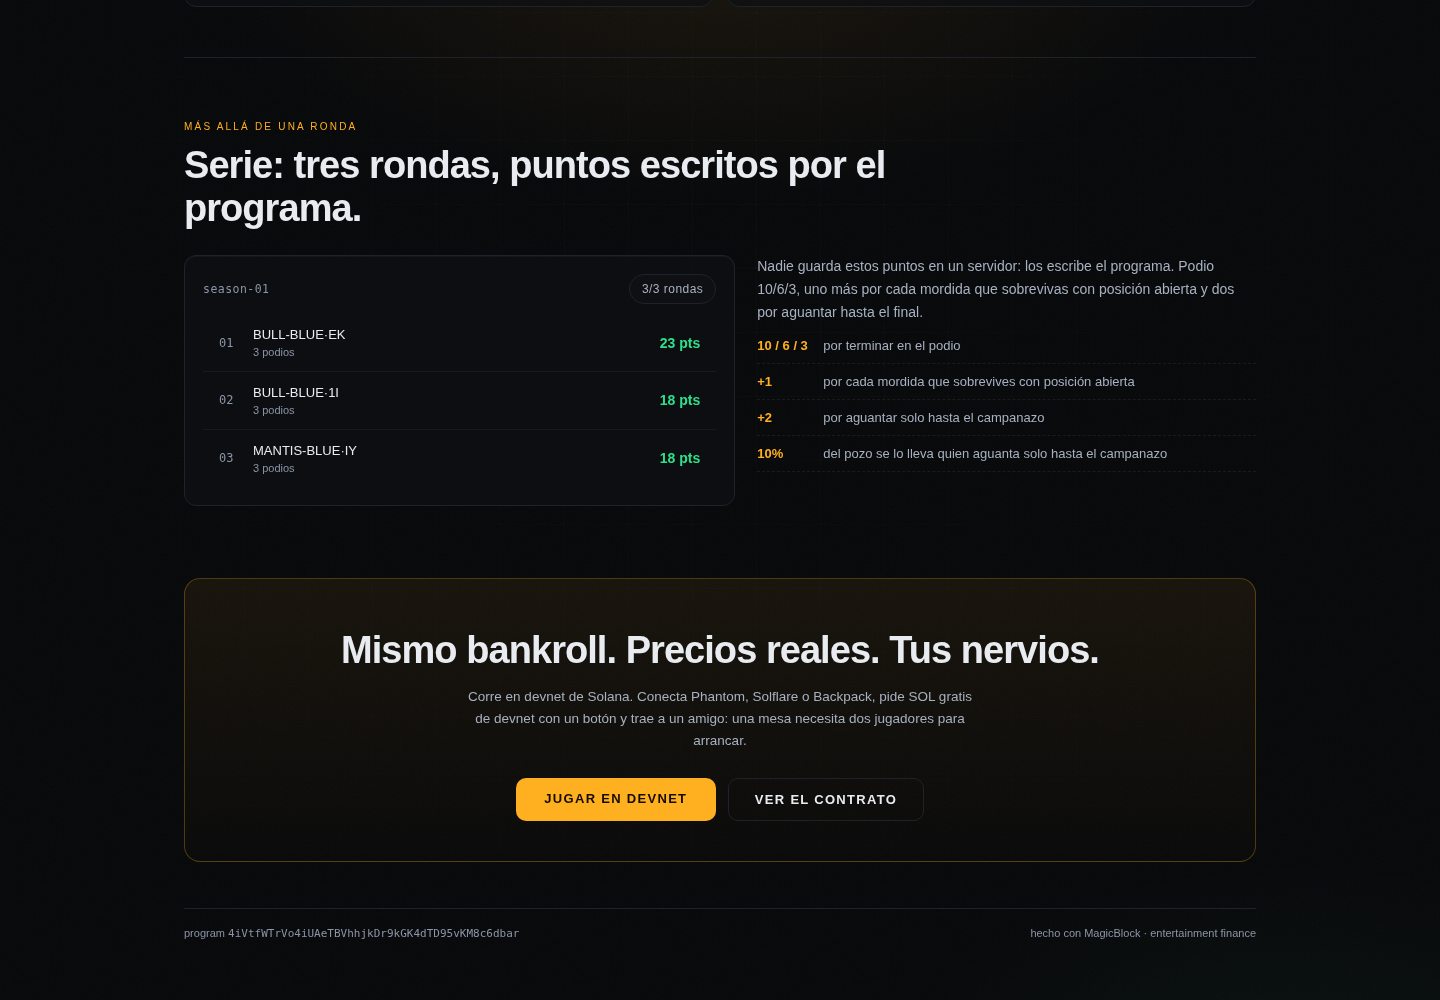 MÁS ALLÁ DE UNA RONDA
Serie: tres rondas, puntos escritos por el
programa.
season-01
3/3 rondas
01
BULL-BLUE·EK
3 podios
23 pts
02
BULL-BLUE·1I
3 podios
18 pts
03
MANTIS-BLUE·IY
3 podios
18 pts
Nadie guarda estos puntos en un servidor: los escribe el programa. Podio
10/6/3, uno más por cada mordida que sobrevivas con posición abierta y dos
por aguantar hasta el final.
10 / 6 / 3 por terminar en el podio
+1 por cada mordida que sobrevives con posición abierta
+2 por aguantar solo hasta el campanazo
10% del pozo se lo lleva quien aguanta solo hasta el campanazo
Mismo bankroll. Precios reales. Tus nervios.
Corre en devnet de Solana. Conecta Phantom, Solflare o Backpack, pide SOL gratis
de devnet con un botón y trae a un amigo: una mesa necesita dos jugadores para
arrancar.
JUGAR EN DEVNET
VER EL CONTRATO
program 4iVtfWTrVo4iUAeTBVhhjkDr9kGK4dTD95vKM8c6dbar
hecho con MagicBlock · entertainment finance